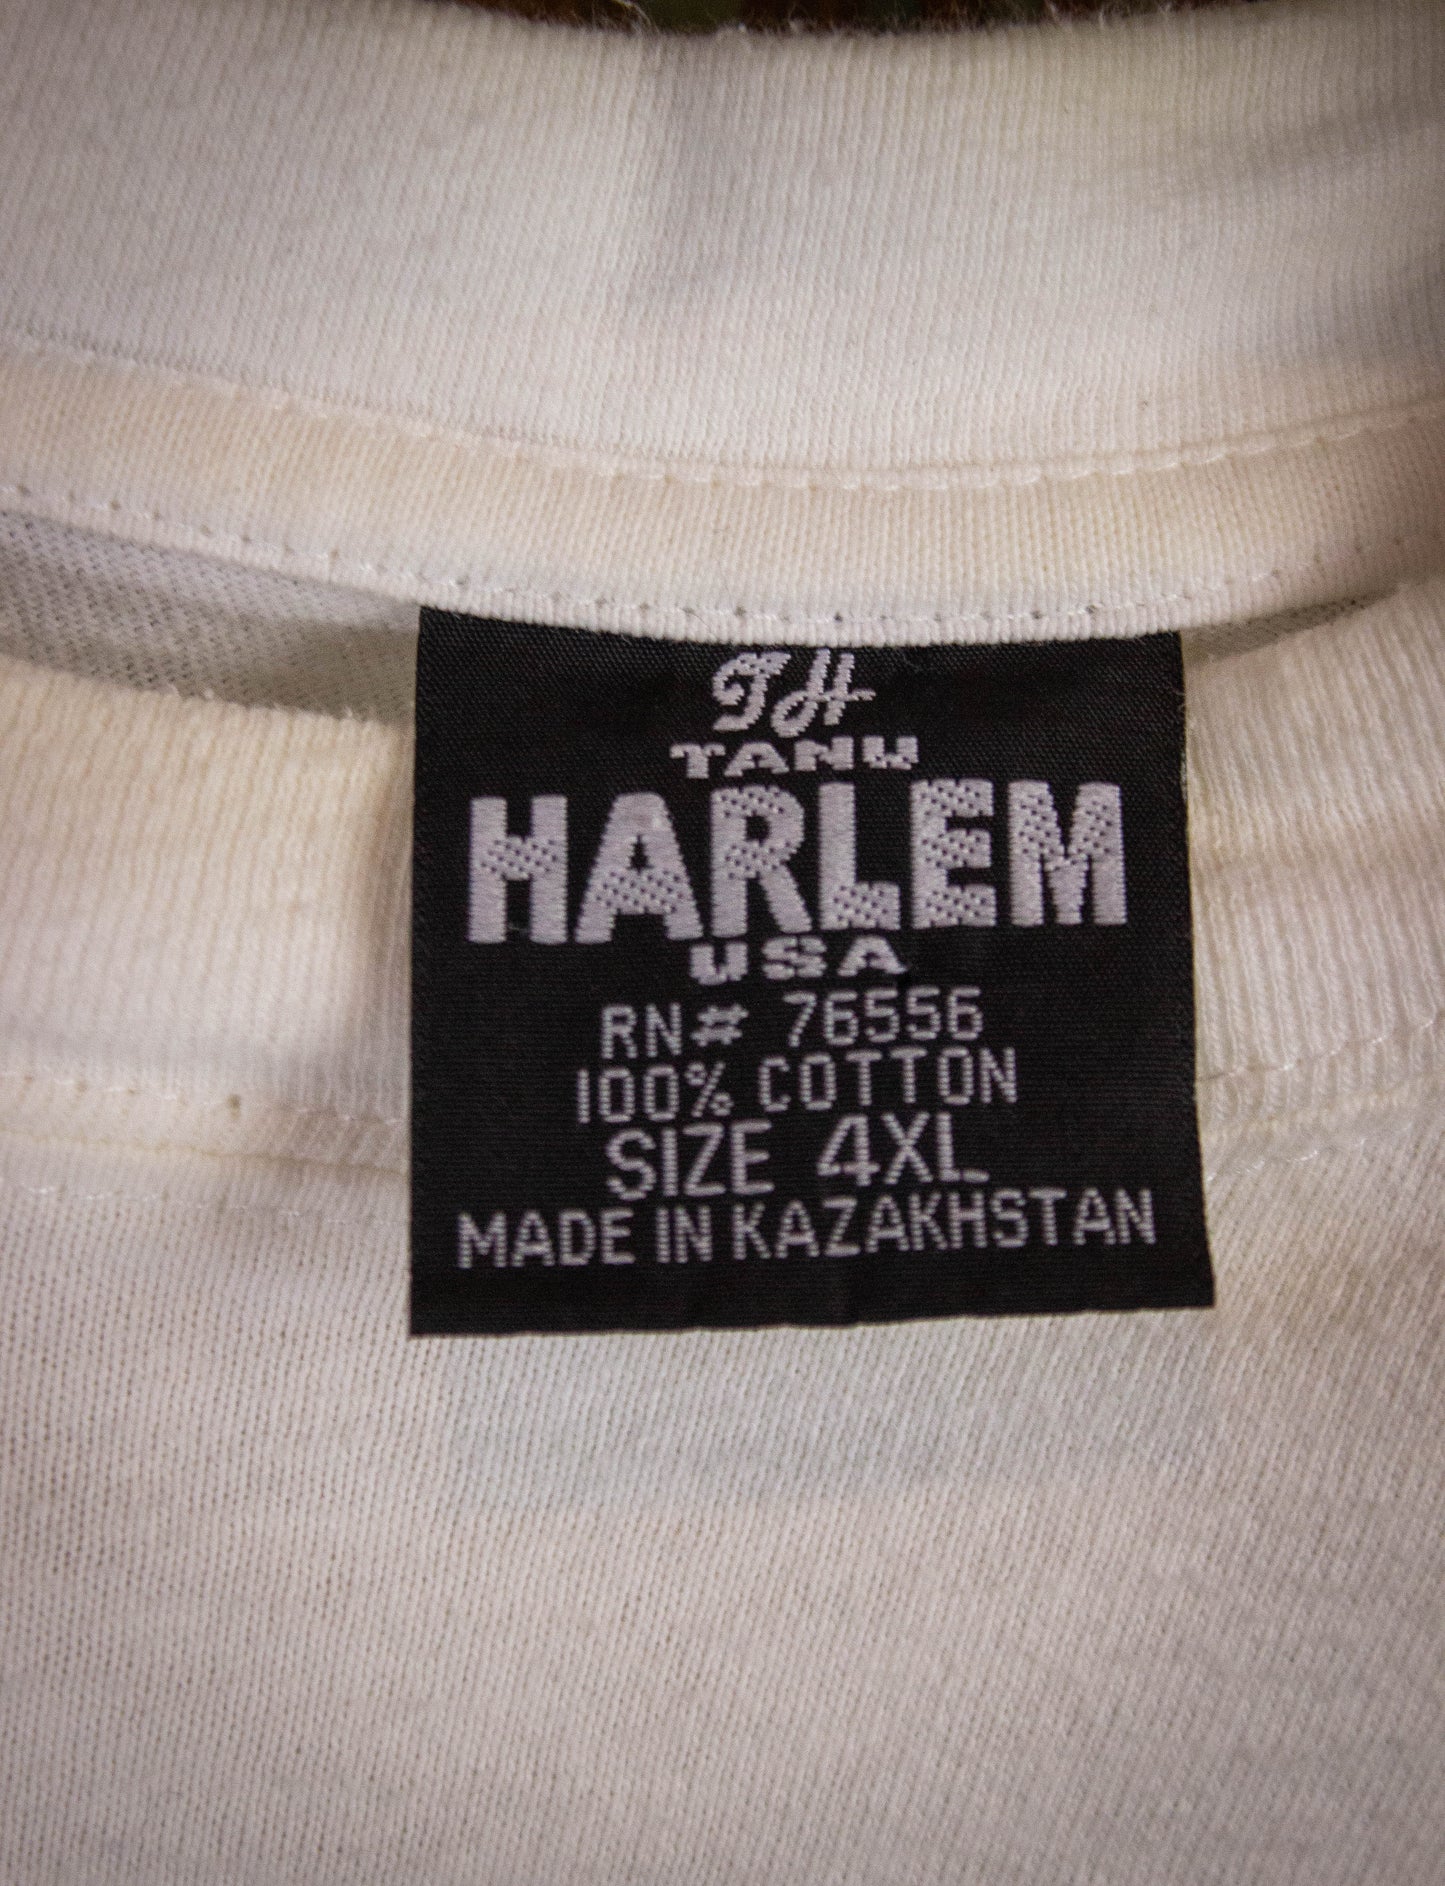 TH
TANU
HARLEM
USA
RN# 76556
100% COTTON
SIZE 4XL
MADE IN KAZAKHSTAN